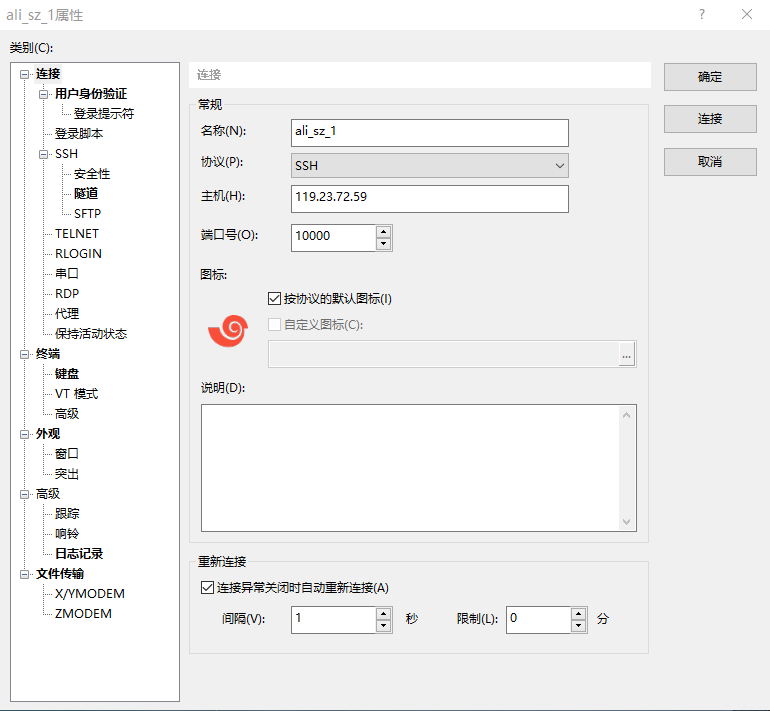 ali_sz_1属性
类别(C):
连接
用户身份验证
登录提示符
登录脚本
SSH
安全性
隧道
SFTP
TELNET
RLOGIN
串口
RDP
代理
保持活动状态
终端
键盘
VT 模式
高级
外观
窗口
突出
高级
跟踪
响铃
日志记录
文件传输
X/YMODEM
ZMODEM
连接
常规
名称(N): ali_sz_1
协议(P): SSH
主机(H): 119.23.72.59
端口号(O): 10000
图标:
按协议的默认图标(I)
自定义图标(C):
...
说明(D):
重新连接
连接异常关闭时自动重新连接(A)
间隔(V): 1 秒 限制(L): 0 分
确定
连接
取消